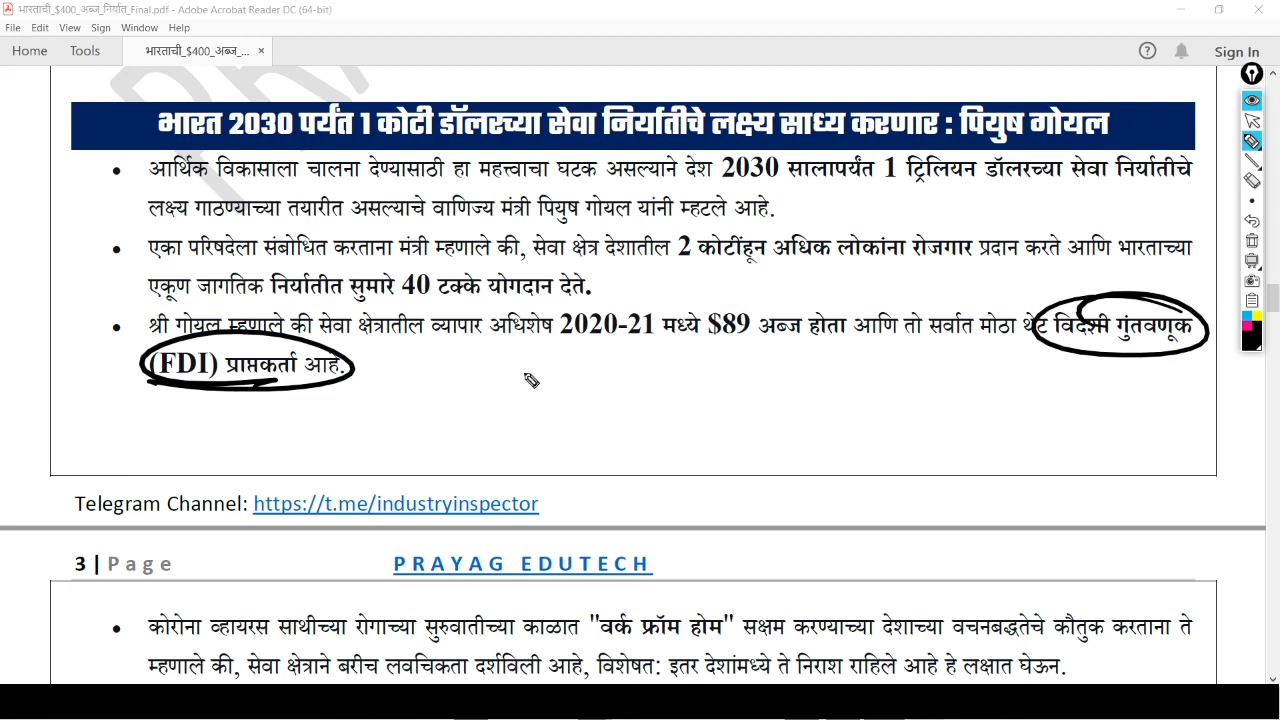 भारताची_$400_अब्ज_निर्यात_Final.pdf - Adobe Acrobat Reader DC (64-bit)
File Edit View Sign Window Help
Home Tools भारताची_$400_अब्ज_... × Sign In
भारत 2030 पर्यंत 1 कोटी डॉलरच्या सेवा निर्यातीचे लक्ष्य साध्य करणार : पियुष गोयल
• आर्थिक विकासाला चालना देण्यासाठी हा महत्त्वाचा घटक असल्याने देश 2030 सालापर्यंत 1 ट्रिलियन डॉलरच्या सेवा निर्यातीचे
लक्ष्य गाठण्याच्या तयारीत असल्याचे वाणिज्य मंत्री पियुष गोयल यांनी म्हटले आहे.
• एका परिषदेला संबोधित करताना मंत्री म्हणाले की, सेवा क्षेत्र देशातील 2 कोटींहून अधिक लोकांना रोजगार प्रदान करते आणि भारताच्या
एकूण जागतिक निर्यातीत सुमारे 40 टक्के योगदान देते.
• श्री गोयल म्हणाले की सेवा क्षेत्रातील व्यापार अधिशेष 2020-21 मध्ये $89 अब्ज होता आणि तो सर्वात मोठा थेट विदेशी गुंतवणूक
(FDI) प्राप्तकर्ता आहे.
Telegram Channel: https://t.me/industryinspector
3 | Page PRAYAG EDUTECH
• कोरोना व्हायरस साथीच्या रोगाच्या सुरुवातीच्या काळात "वर्क फ्रॉम होम" सक्षम करण्याच्या देशाच्या वचनबद्धतेचे कौतुक करताना ते
म्हणाले की, सेवा क्षेत्राने बरीच लवचिकता दर्शविली आहे, विशेषत: इतर देशांमध्ये ते निराश राहिले आहे हे लक्षात घेऊन.